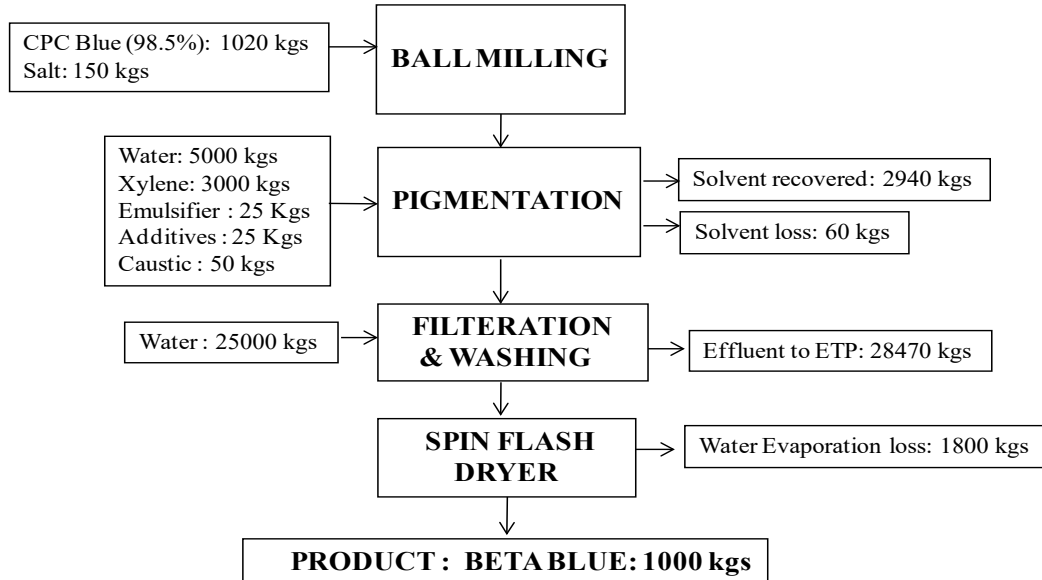 CPC Blue (98.5%): 1020 kgs
Salt: 150 kgs
BALL MILLING
Water: 5000 kgs
Xylene: 3000 kgs
Emulsifier : 25 Kgs
Additives : 25 Kgs
Caustic : 50 kgs
PIGMENTATION
Solvent recovered: 2940 kgs
Solvent loss: 60 kgs
Water : 25000 kgs
FILTERATION
& WASHING
Effluent to ETP: 28470 kgs
SPIN FLASH
DRYER
Water Evaporation loss: 1800 kgs
PRODUCT : BETA BLUE: 1000 kgs